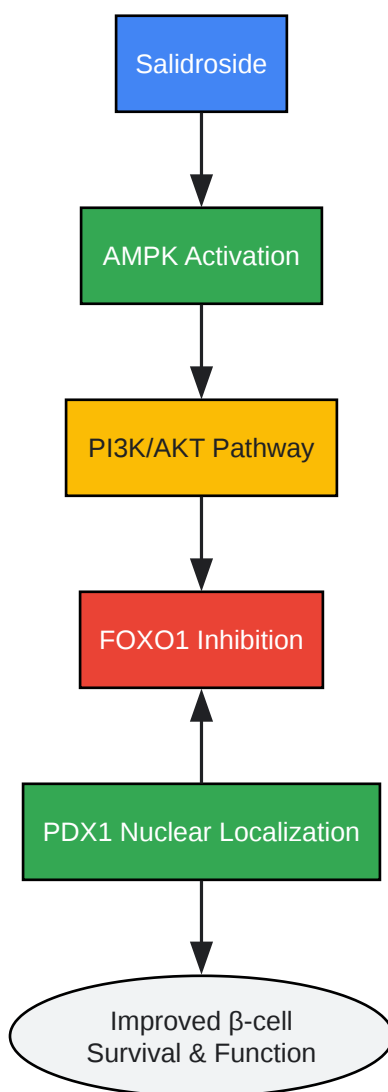 Salidroside
AMPK Activation
PI3K/AKT Pathway
FOXO1 Inhibition
PDX1 Nuclear Localization
Improved β-cell
Survival & Function